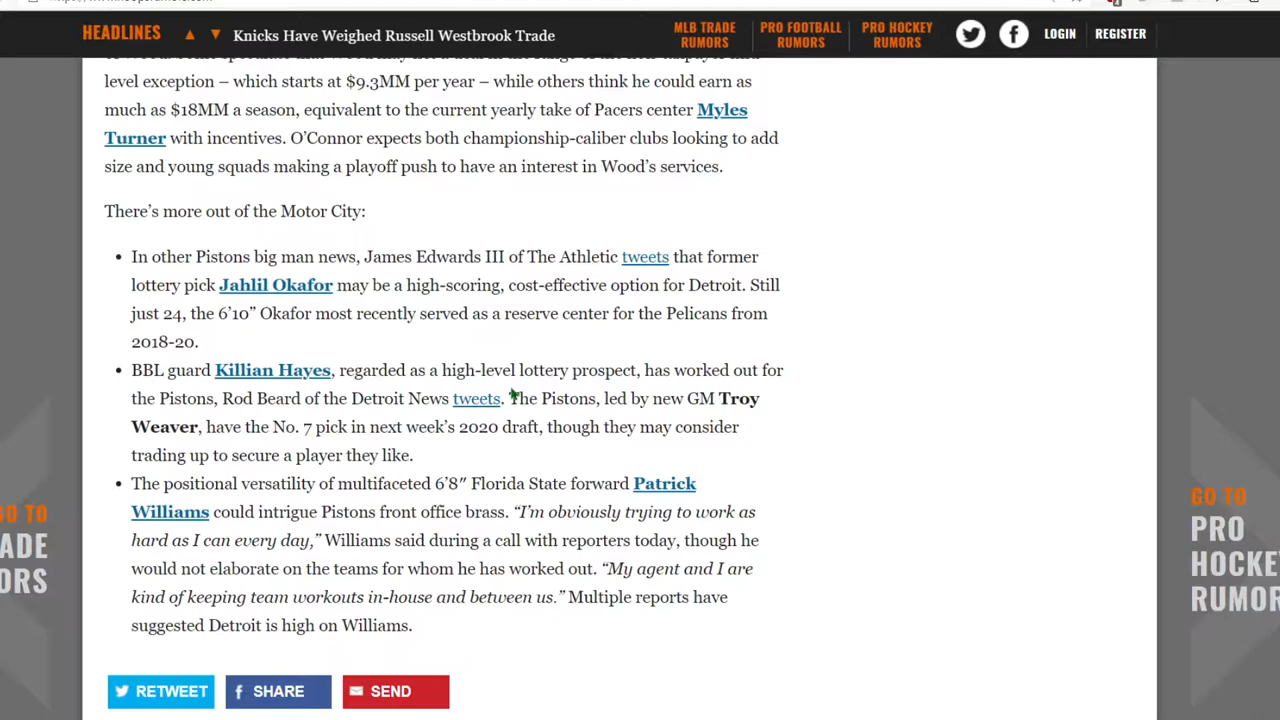 HEADLINES Knicks Have Weighed Russell Westbrook Trade
MLB TRADE RUMORS
PRO FOOTBALL RUMORS
PRO HOCKEY RUMORS
LOGIN
REGISTER
level exception – which starts at $9.3MM per year – while others think he could earn as
much as $18MM a season, equivalent to the current yearly take of Pacers center Myles
Turner with incentives. O’Connor expects both championship-caliber clubs looking to add
size and young squads making a playoff push to have an interest in Wood’s services.
There’s more out of the Motor City:
• In other Pistons big man news, James Edwards III of The Athletic tweets that former
lottery pick Jahlil Okafor may be a high-scoring, cost-effective option for Detroit. Still
just 24, the 6’10” Okafor most recently served as a reserve center for the Pelicans from
2018-20.
• BBL guard Killian Hayes, regarded as a high-level lottery prospect, has worked out for
the Pistons, Rod Beard of the Detroit News tweets. The Pistons, led by new GM Troy
Weaver, have the No. 7 pick in next week’s 2020 draft, though they may consider
trading up to secure a player they like.
• The positional versatility of multifaceted 6’8″ Florida State forward Patrick
Williams could intrigue Pistons front office brass. “I’m obviously trying to work as
hard as I can every day,” Williams said during a call with reporters today, though he
would not elaborate on the teams for whom he has worked out. “My agent and I are
kind of keeping team workouts in-house and between us.” Multiple reports have
suggested Detroit is high on Williams.
RETWEET
SHARE
SEND
GO TO
PRO
HOCKEY
RUMOR
O TO
ADE
ORS